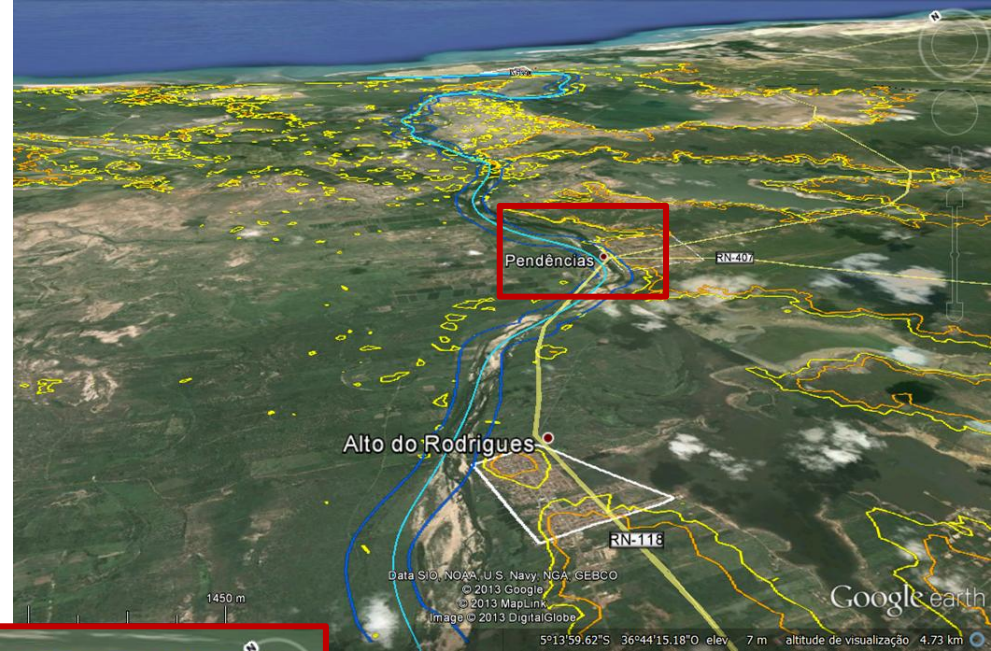 N
Pendências
RN-407
Alto do Rodrigues
RN-118
Data SIO, NOAA, U.S. Navy, NGA, GEBCO
© 2013 Google
© 2013 MapLink
Image © 2013 DigitalGlobe
1450 m
Google earth
5°13'59.62"S 36°44'15.18"O elev 7 m altitude de visualização 4.73 km
N